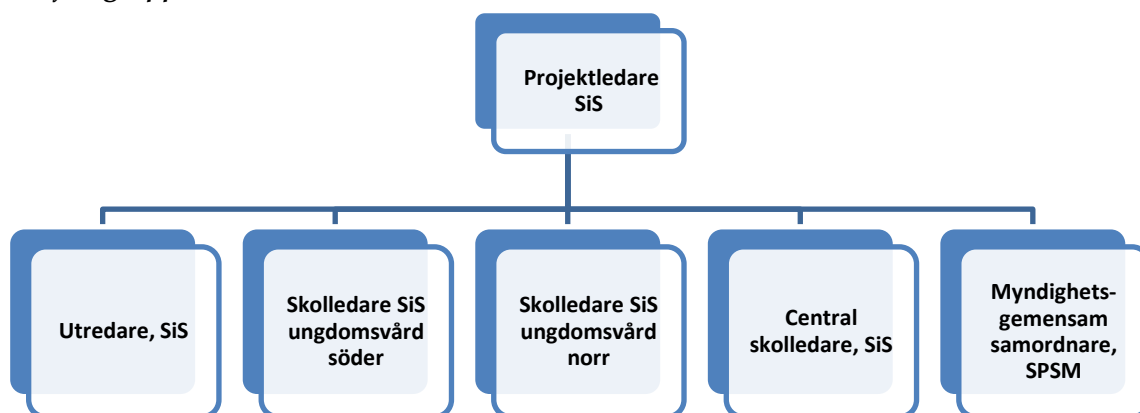 Projektledare
SiS
Utredare, SiS
Skolledare SiS
ungdomsvård
söder
Skolledare SiS
ungdomsvård
norr
Central
skolledare, SiS
Myndighets-
gemensam
samordnare,
SPSM